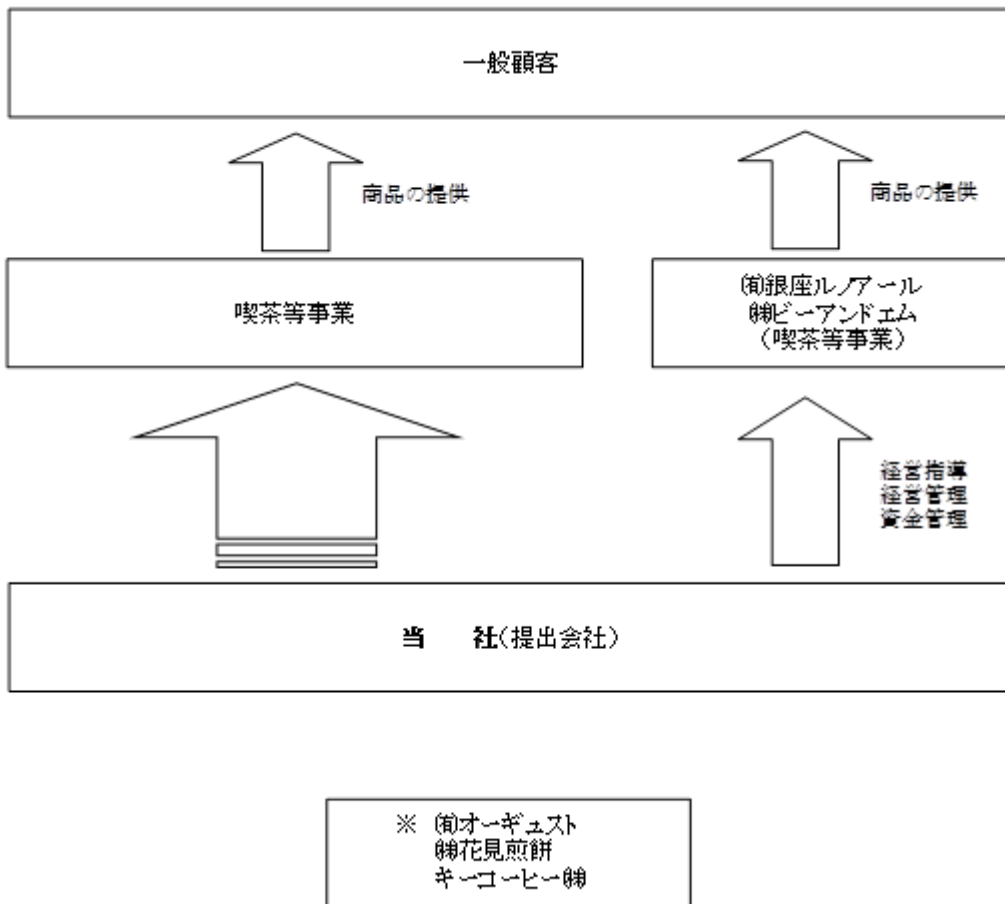 一般顧客
商品の提供
商品の提供
喫茶等事業
㈲銀座ルノアール
㈱ビーアンドエム
(喫茶等事業)
経営指導
経営管理
資金管理
当　　社(提出会社)
※ ㈲オーギュスト
㈱花見煎餅
キーコーヒー㈱